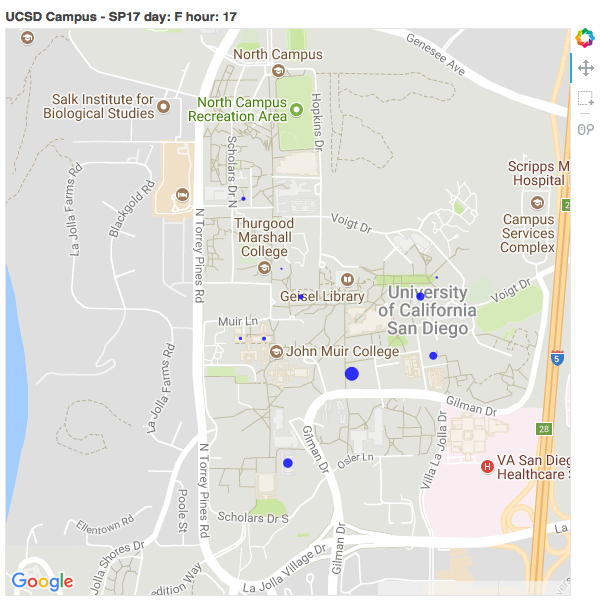 UCSD Campus - SP17 day: F hour: 17
Genesee Ave
North Campus
Salk Institute for
Biological Studies
North Campus
Recreation Area
Hopkins Dr
Scholars Dr N
Scripps M
Hospital
La Jolla Farms Rd
Blackgold Rd
N Torrey Pines Rd
Voigt Dr
Campus
Services
Complex
Thurgood
Marshall
College
Geisel Library
University
of California
San Diego
Voigt Dr
Muir Ln
John Muir College
5
La Jolla Farms Rd
Gilman Dr
28
Gilman Dr
Villa La Jolla Dr
N Torrey Pines Rd
Osler Ln
H
VA San Dieg
Healthcare
Poole St
Ellentown Rd
Scholars Dr S
La
Gilman Dr
La Jolla Village Dr
Jolla Shores Dr
edition Way
Google